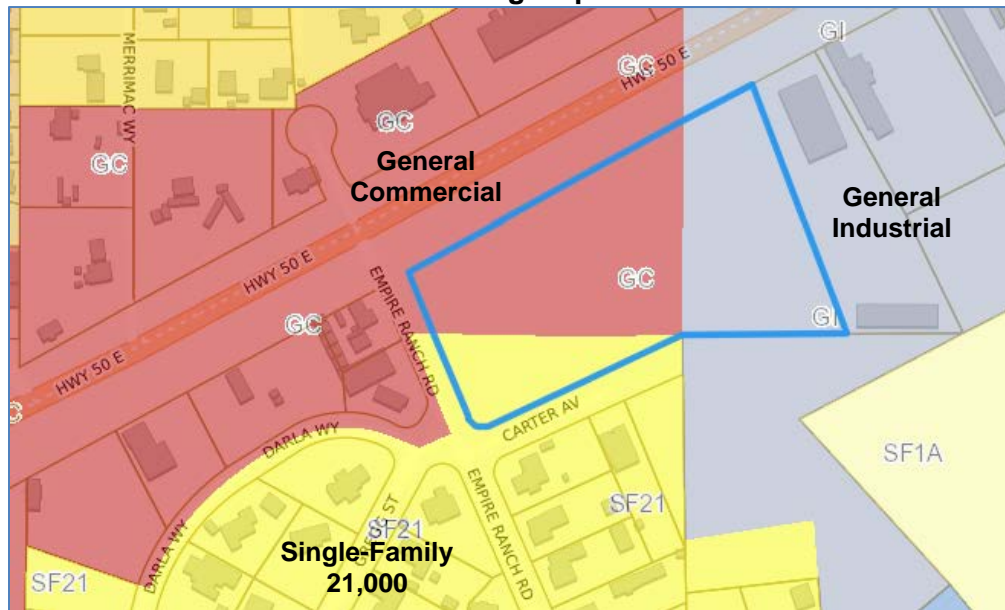 MERRIMAC WY
GI
HWY 50 E
GC
GC
GC
General
Commercial
General
Industrial
HWY 50 E
EMPIRE RANCH RD
GC
GC
GI
HWY 50 E
GC
CARTER AV
DARLA WY
SF1A
EMPIRE RANCH RD
SF21
SF21
Single-Family
21,000
DARLA WY
SF21